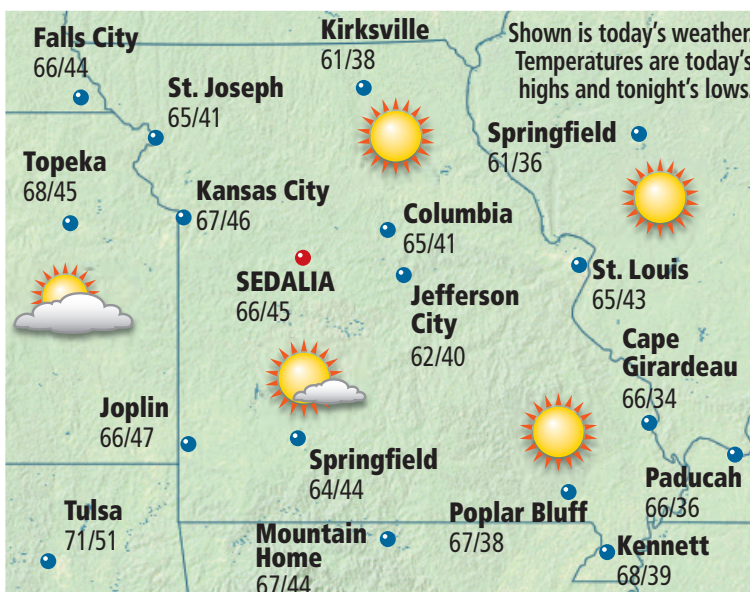 Falls City
66/44
Kirksville
61/38
Shown is today's weather.
Temperatures are today's
highs and tonight's lows.
St. Joseph
65/41
Springfield
61/36
Topeka
68/45
Kansas City
67/46
Columbia
65/41
SEDALIA
66/45
Jefferson
City
62/40
St. Louis
65/43
Cape
Girardeau
66/34
Joplin
66/47
Springfield
64/44
Paducah
66/36
Tulsa
71/51
Mountain
Home
67/44
Poplar Bluff
67/38
Kennett
68/39